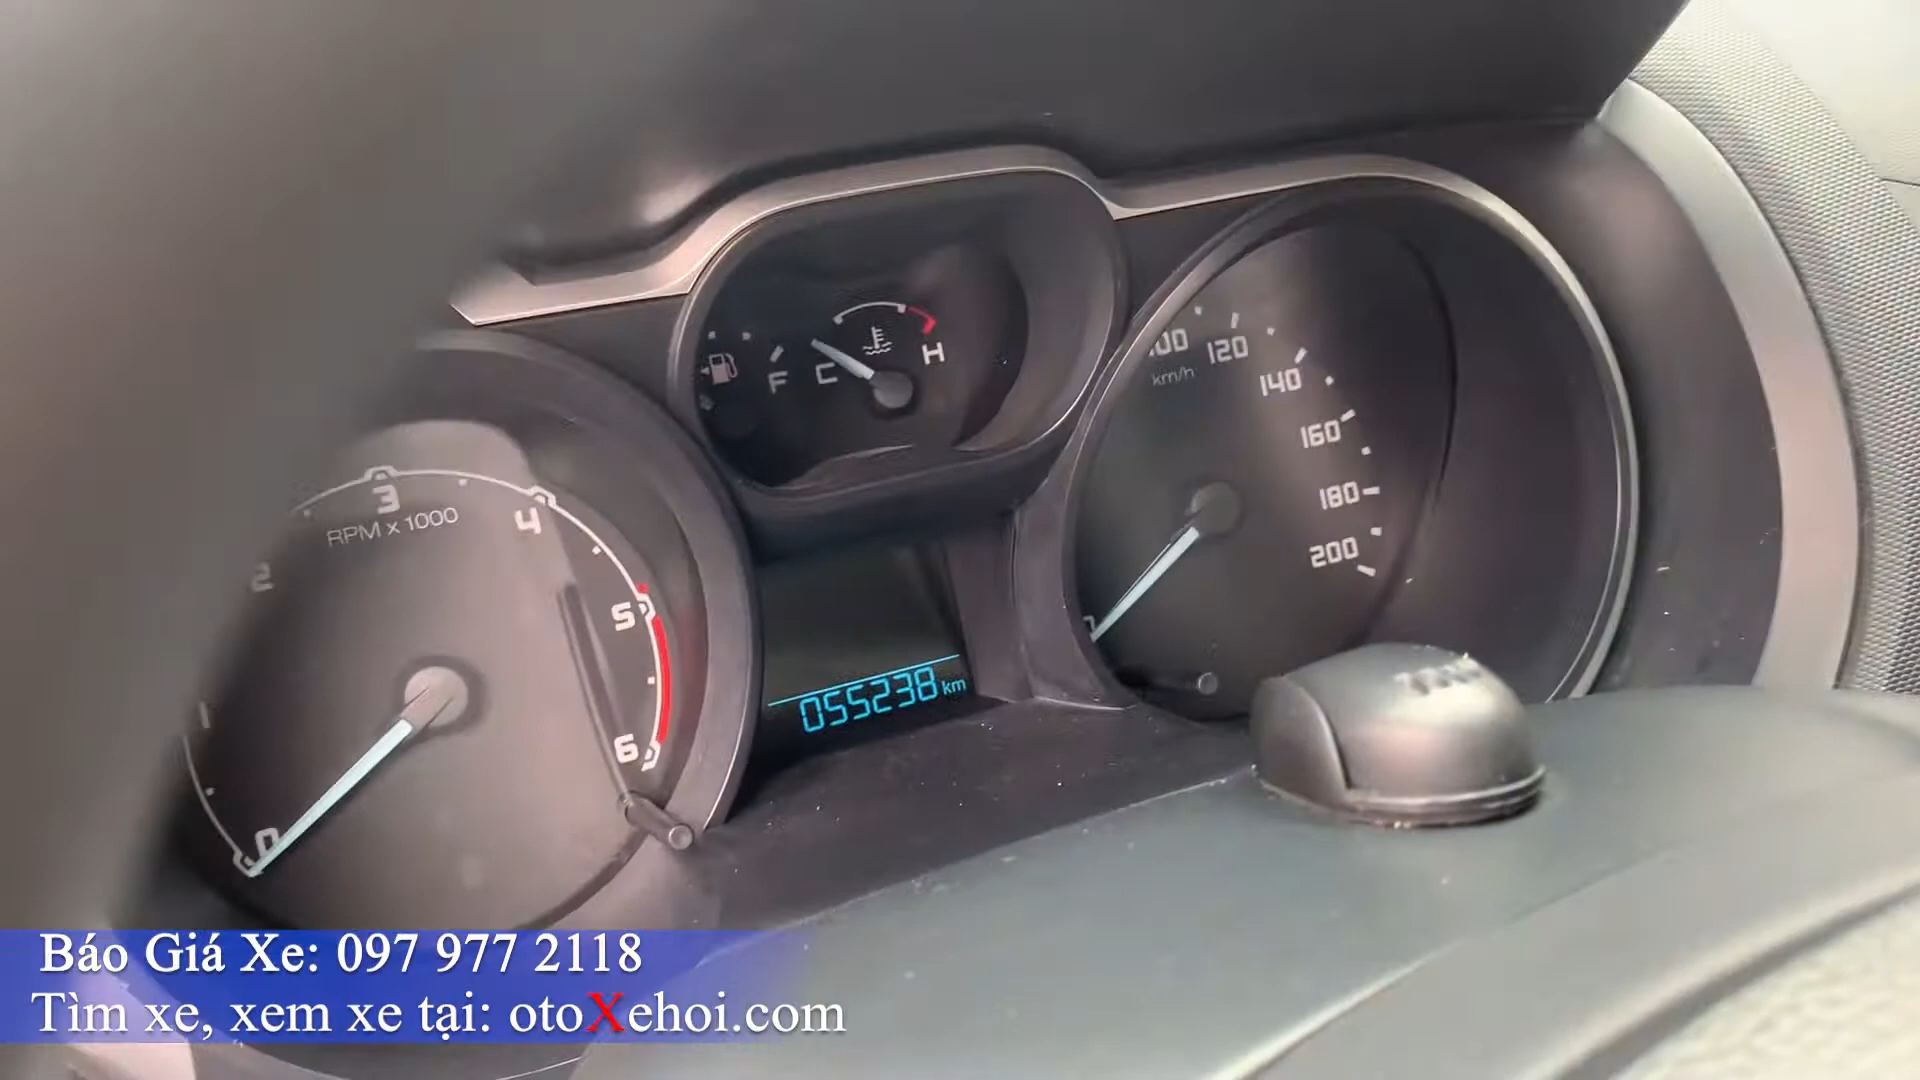 F
C
H
100
120
km/h
140
160
180
200
0
3
RPM x 1000
4
2
5
1
6
0
055238 km
Báo Giá Xe: 097 977 2118
Tìm xe, xem xe tại: otoXehoi.com